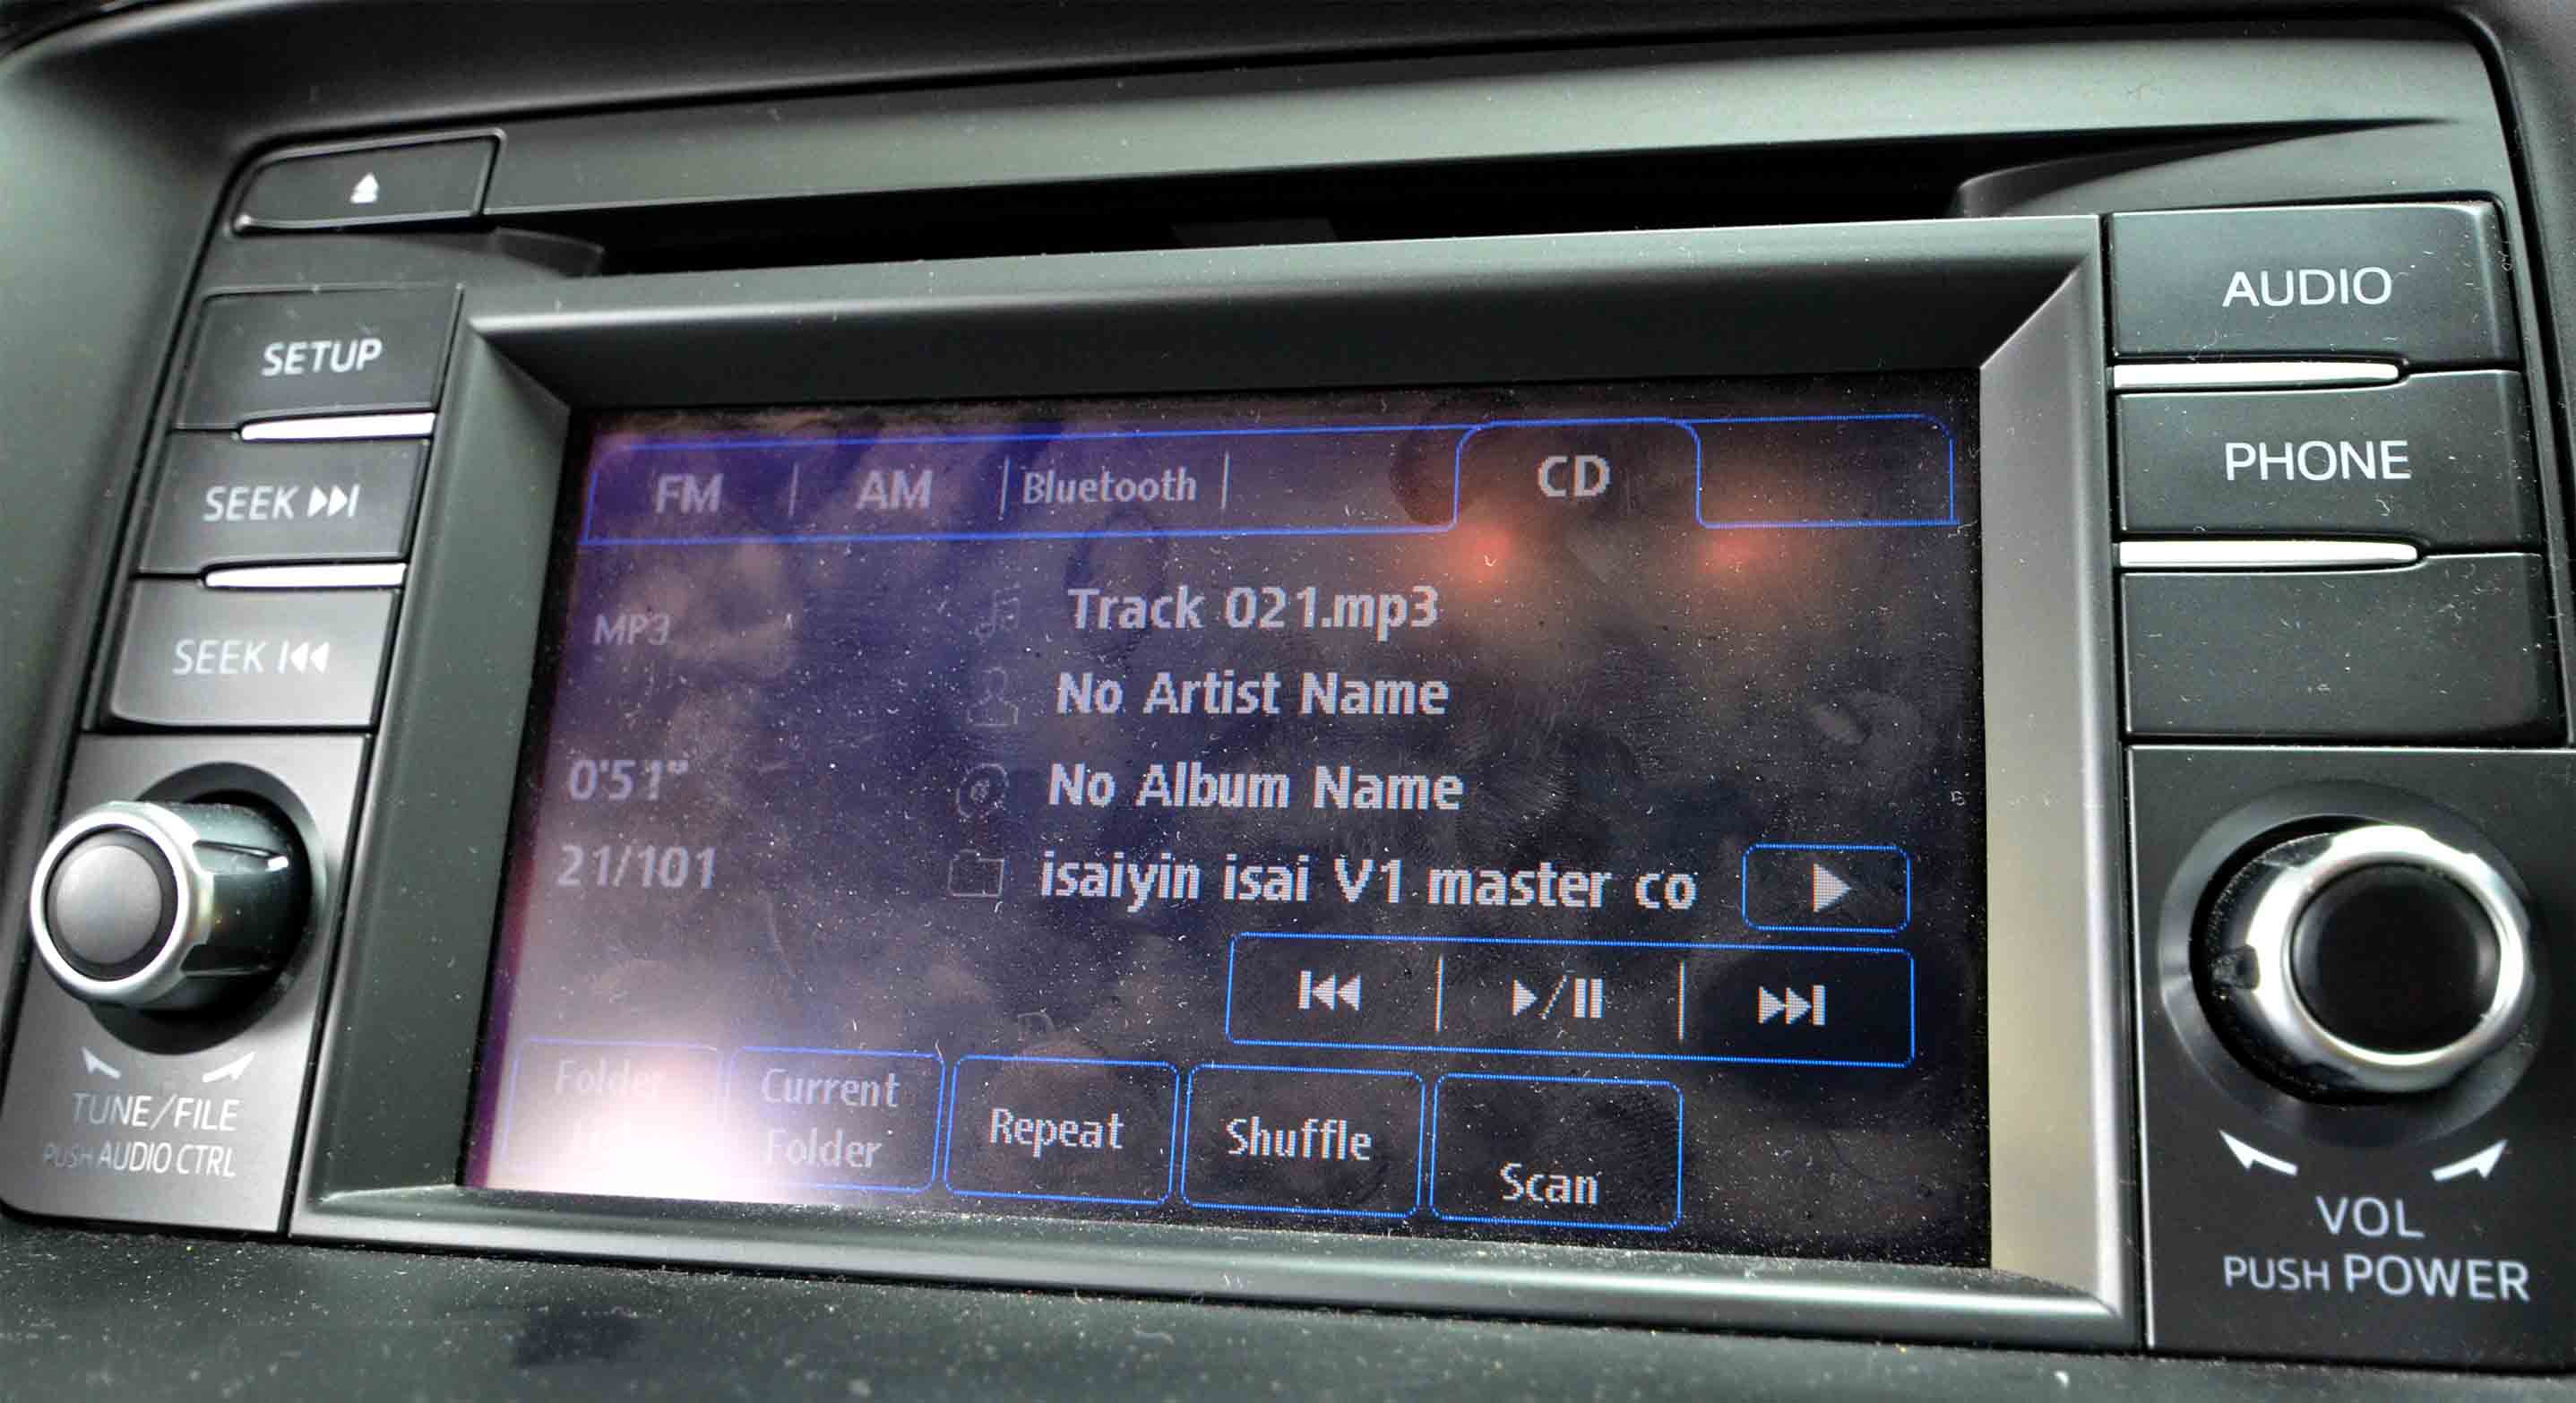 SETUP
SEEK
SEEK
TUNE/FILE
PUSH AUDIO CTRL
FM
AM
Bluetooth
CD
MP3
Track 021.mp3
No Artist Name
0'51"
No Album Name
21/101
isaiyin isai V1 master co
Folder
Current
Folder
Repeat
Shuffle
Scan
AUDIO
PHONE
VOL
PUSH POWER